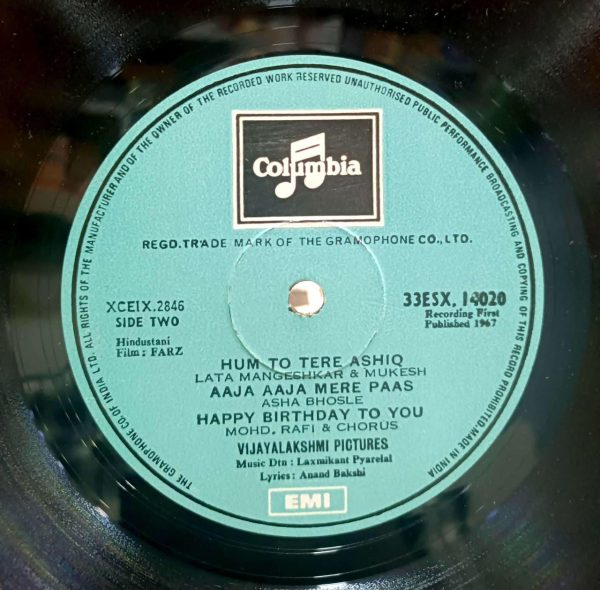 THE GRAMOPHONE CO. OF INDIA LTD. ALL RIGHTS OF THE MANUFACTURER AND OF THE OWNER OF THE RECORDED WORK RESERVED UNAUTHORISED PUBLIC PERFORMANCE BROADCASTING AND COPYING OF THIS RECORD PROHIBITED. MADE IN INDIA
Columbia
REGD. TRADE MARK OF THE GRAMOPHONE CO., LTD.
XCEIX.2846
SIDE TWO
Hindustani
Film : FARZ
33ESX. 14020
Recording First
Published 1967
HUM TO TERE ASHIQ
LATA MANGESHKAR & MUKESH
AAJA AAJA MERE PAAS
ASHA BHOSLE
HAPPY BIRTHDAY TO YOU
MOHD. RAFI & CHORUS
VIJAYALAKSHMI PICTURES
Music Dtn : Laxmikant Pyarelal
Lyrics : Anand Bakshi
EMI